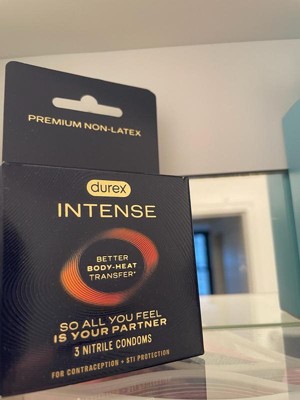 PREMIUM NON-LATEX
durex
INTENSE
BETTER
BODY-HEAT
TRANSFER*
SO ALL YOU FEEL
IS YOUR PARTNER
3 NITRILE CONDOMS
FOR CONTRACEPTION + STI PROTECTION